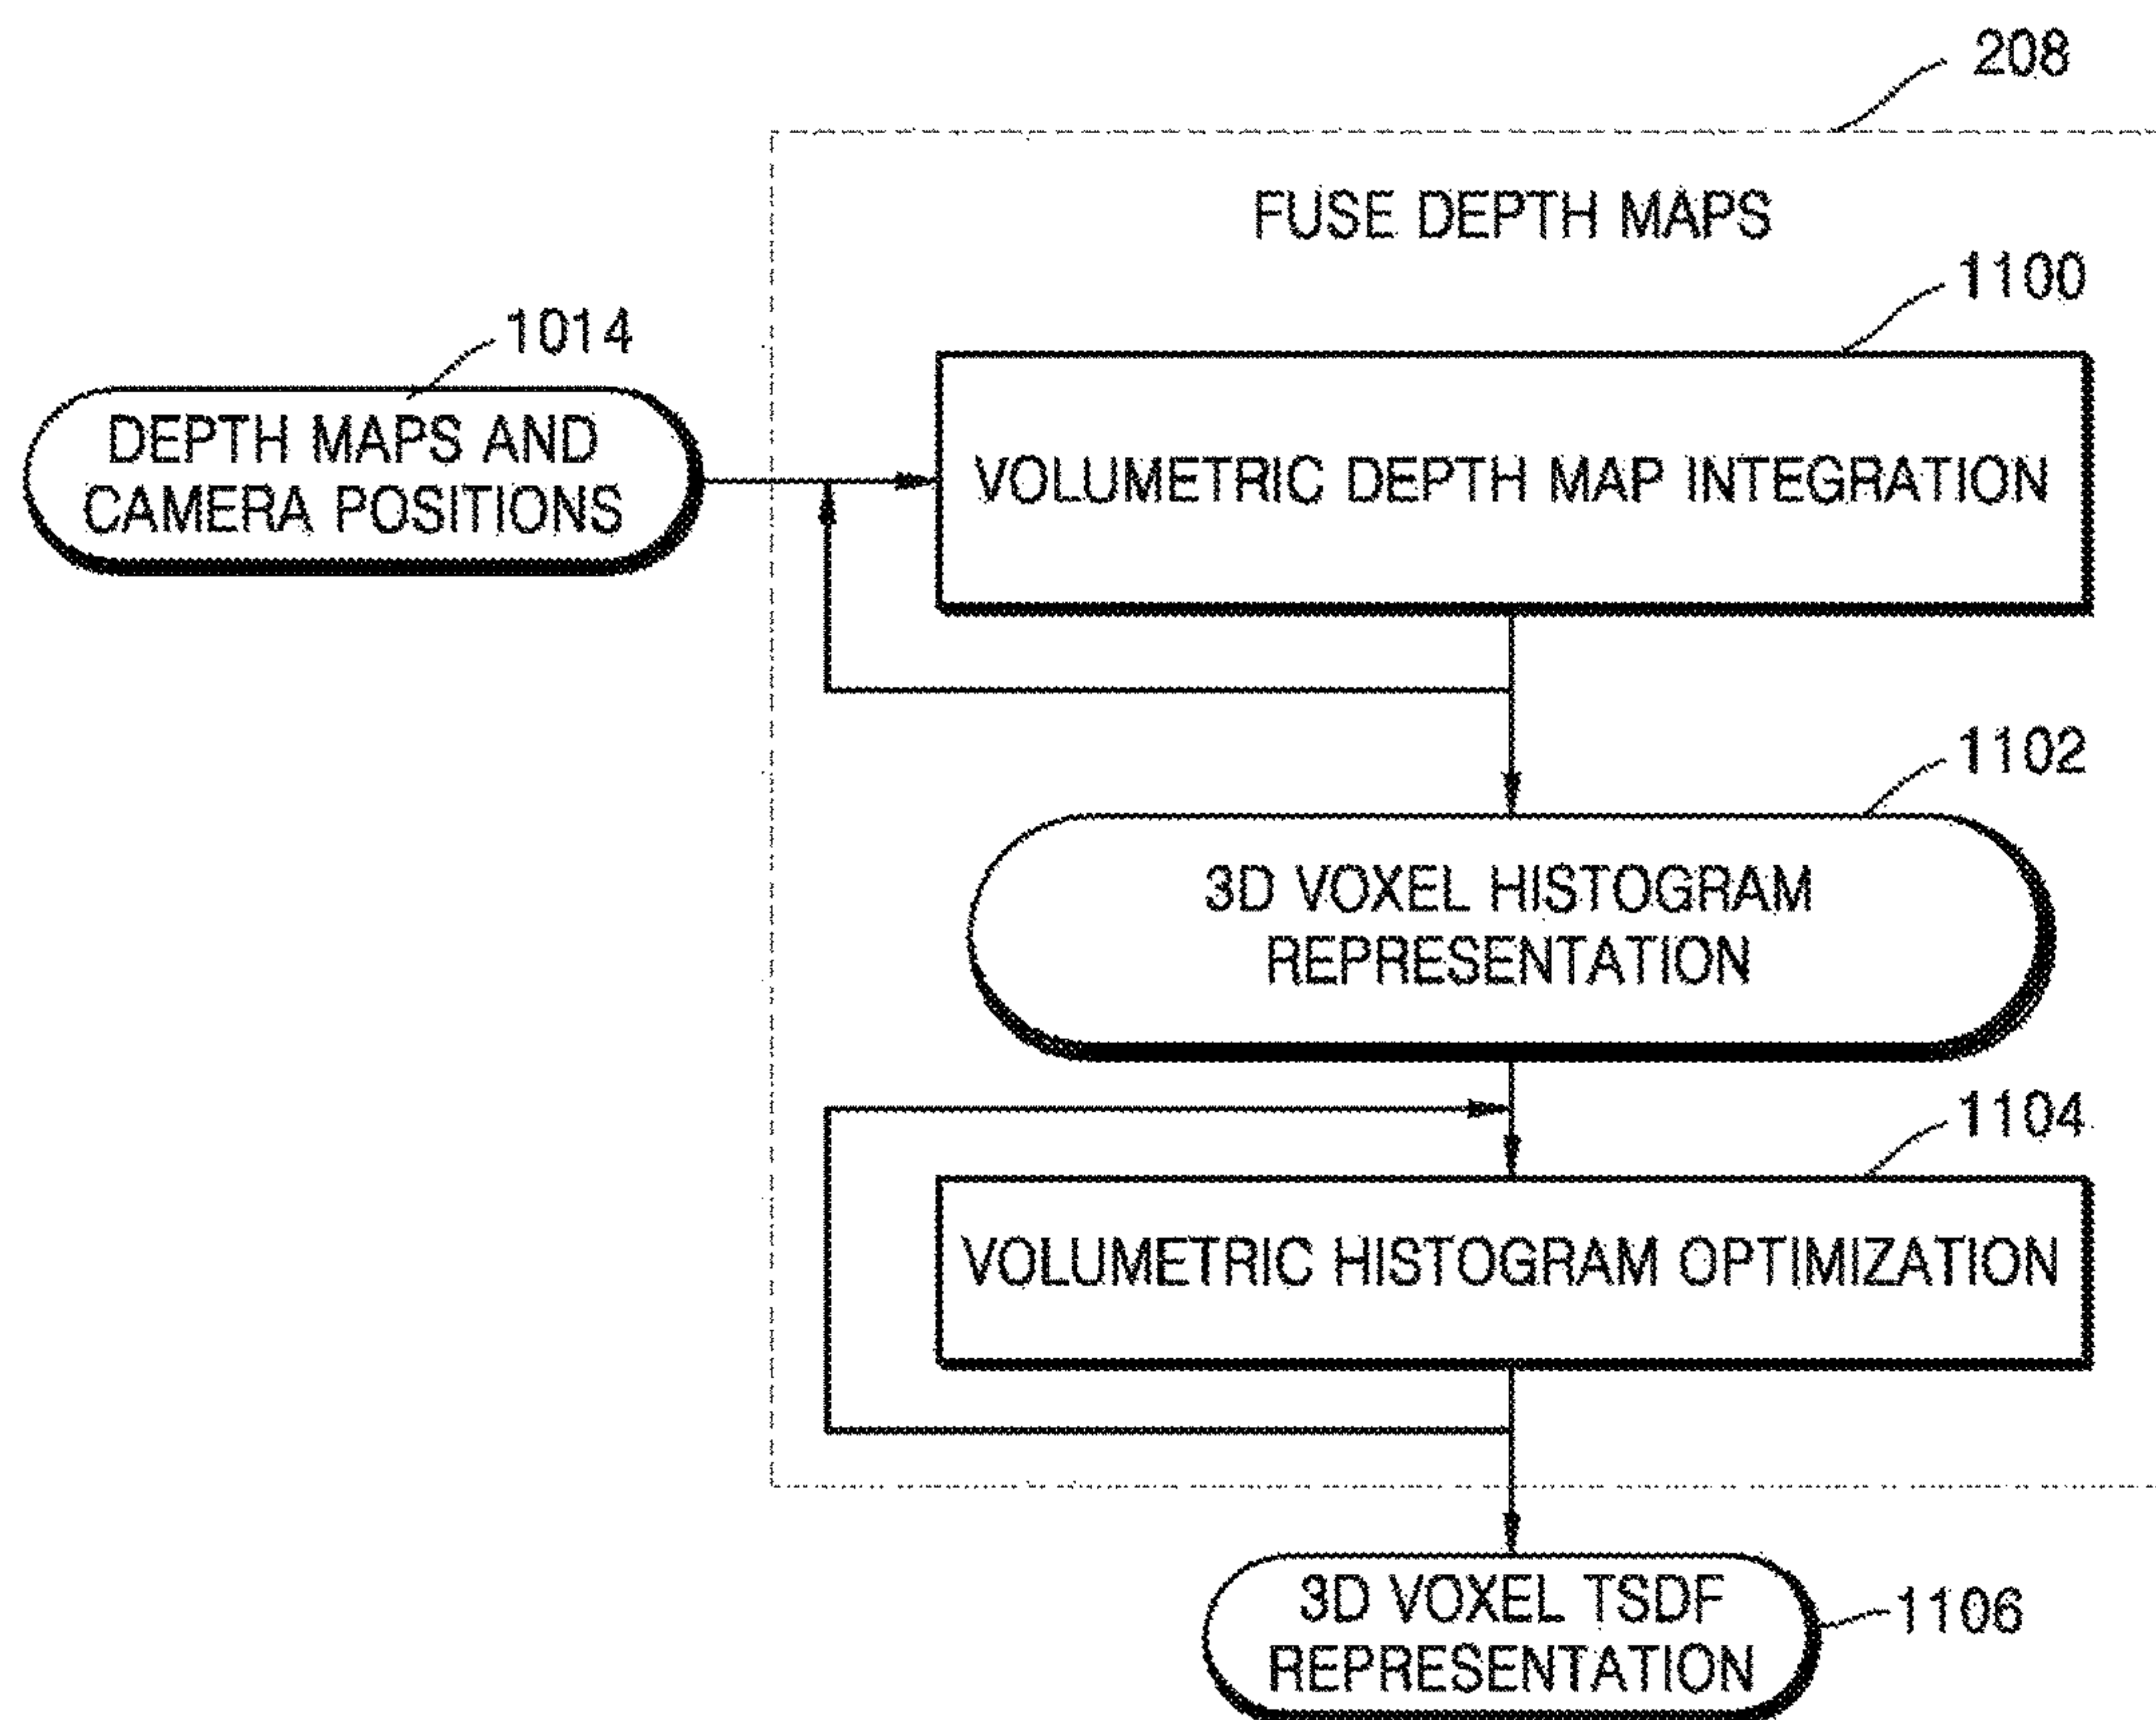 208
FUSE DEPTH MAPS
1100
1014
DEPTH MAPS AND
CAMERA POSITIONS
VOLUMETRIC DEPTH MAP INTEGRATION
1102
3D VOXEL HISTOGRAM
REPRESENTATION
1104
VOLUMETRIC HISTOGRAM OPTIMIZATION
3D VOXEL TSDF
REPRESENTATION
1106